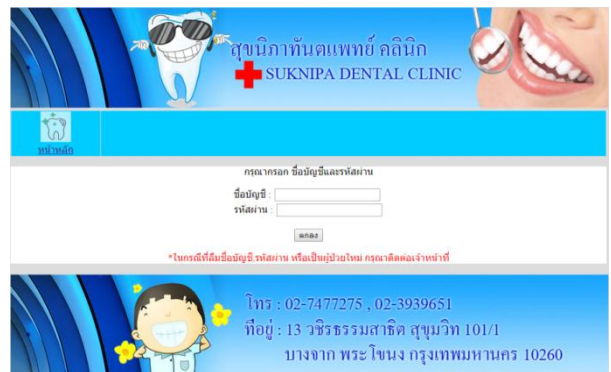 สุขนิภาทันตแพทย์ คลินิก
SUKNIPA DENTAL CLINIC
หน้าหลัก
กรุณากรอก ชื่อบัญชีและรหัสผ่าน
ชื่อบัญชี :
รหัสผ่าน :
ตกลง
*ในกรณีที่ลืมชื่อบัญชี,รหัสผ่าน หรือเป็นผู้ป่วยใหม่ กรุณาติดต่อเจ้าหน้าที่
โทร : 02-7477275 , 02-3939651
ที่อยู่ : 13 วชิรธรรมสาธิต สุขุมวิท 101/1
บางจาก พระโขนง กรุงเทพมหานคร 10260